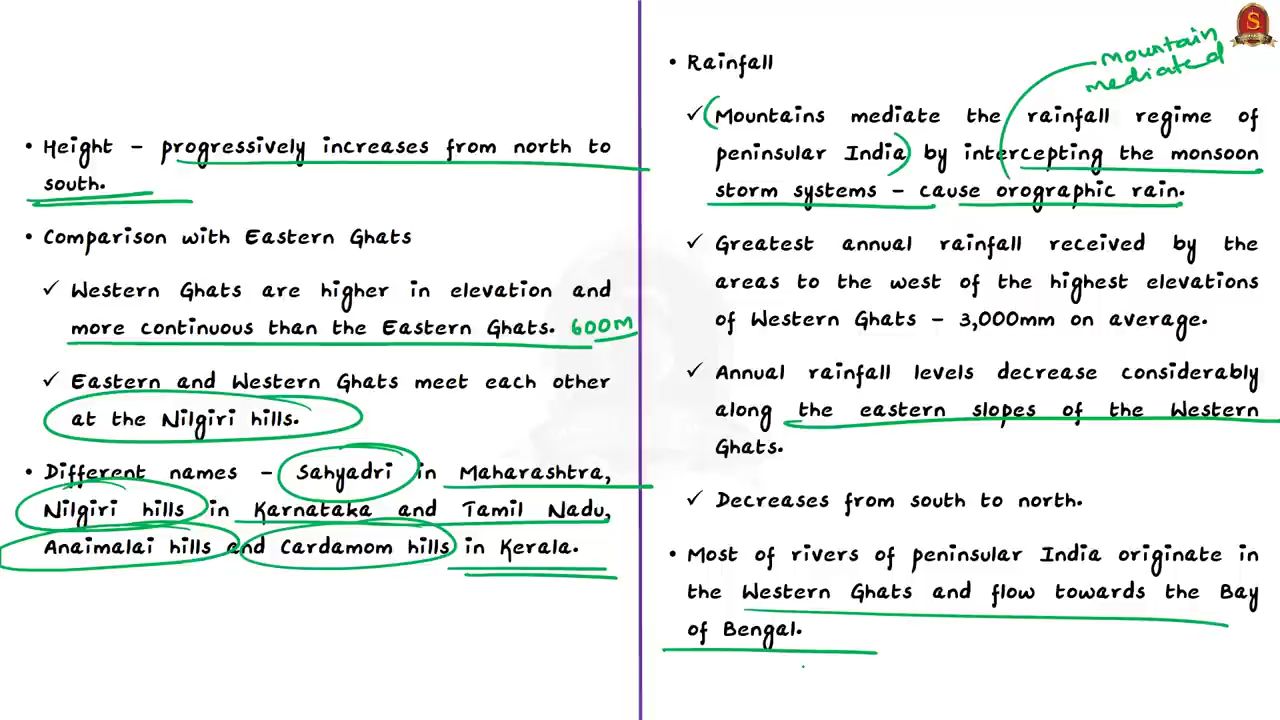 • Height – progressively increases from north to
south.
• Comparison with Eastern Ghats
✓ Western Ghats are higher in elevation and
more continuous than the Eastern Ghats. 600M
✓ Eastern and Western Ghats meet each other
at the Nilgiri hills.
• Different names – Sahyadri in Maharashtra,
Nilgiri hills in Karnataka and Tamil Nadu,
Anaimalai hills and Cardamom hills in Kerala.
S
mountain
mediated
• Rainfall
✓ (Mountains mediate the rainfall regime of
peninsular India) by intercepting the monsoon
storm systems – cause orographic rain.
✓ Greatest annual rainfall received by the
areas to the west of the highest elevations
of Western Ghats – 3,000mm on average.
✓ Annual rainfall levels decrease considerably
along the eastern slopes of the Western
Ghats.
✓ Decreases from south to north.
• Most of rivers of peninsular India originate in
the Western Ghats and flow towards the Bay
of Bengal.